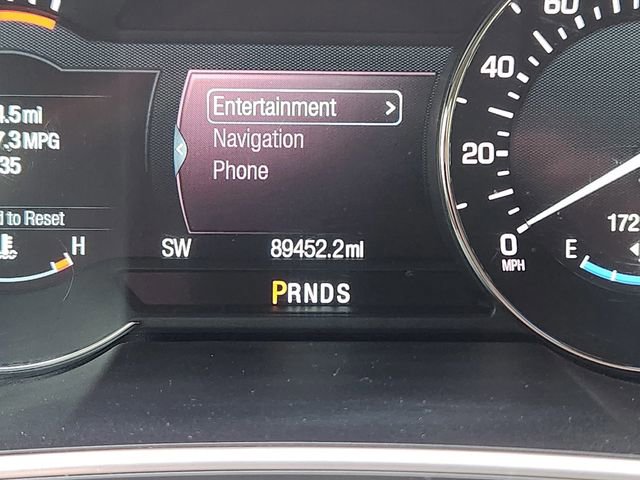 60
40
20
0
MPH
4.5mi
7.3MPG
35
d to Reset
H
Entertainment >
Navigation
Phone
SW
89452.2mi
PRNDS
172
E